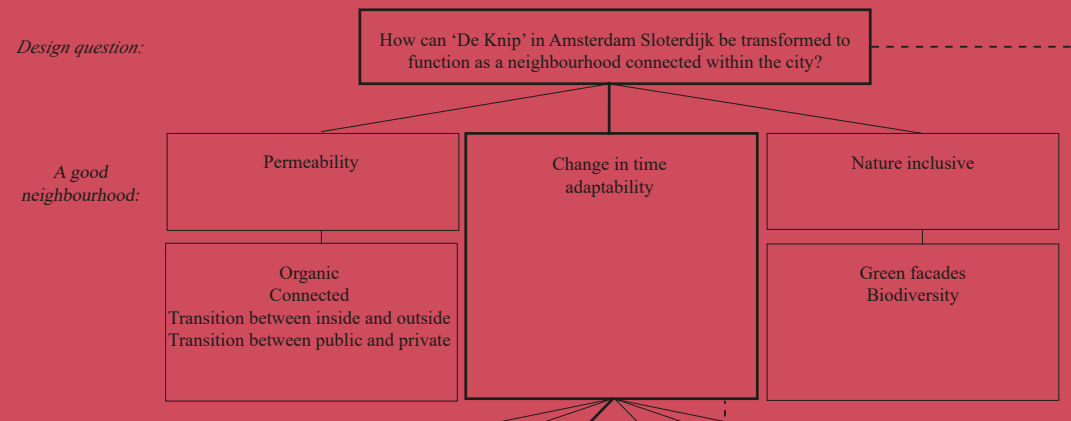 Design question:
How can ‘De Knip’ in Amsterdam Sloterdijk be transformed to
function as a neighbourhood connected within the city?
A good
neighbourhood:
Permeability
Change in time
adaptability
Nature inclusive
Organic
Connected
Transition between inside and outside
Transition between public and private
Green facades
Biodiversity